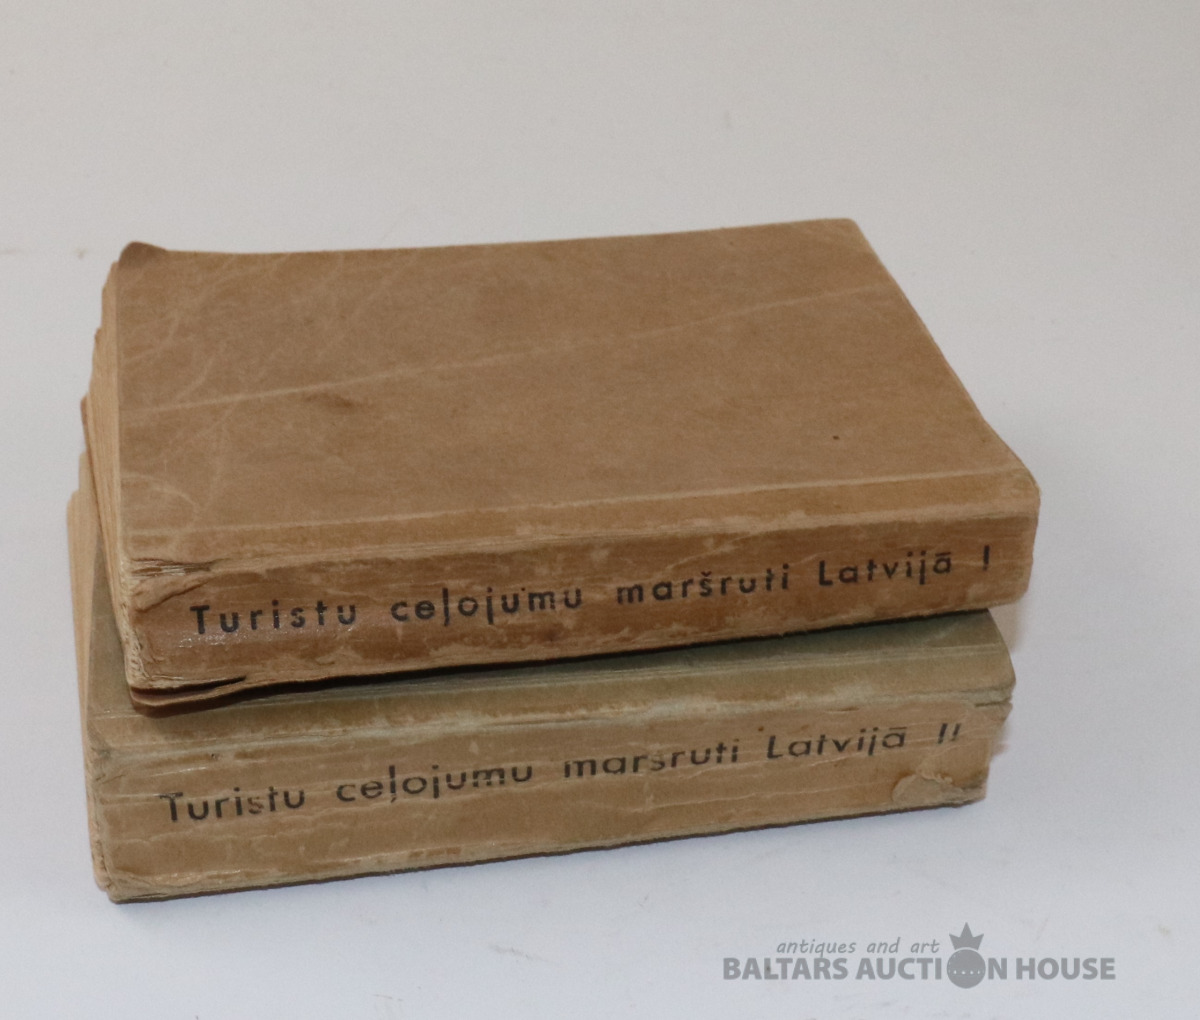 Turistu ceļojumu maršruti Latvijā I
Turistu ceļojumu maršruti Latvijā II
antiques and art
BALTARS AUCTION HOUSE